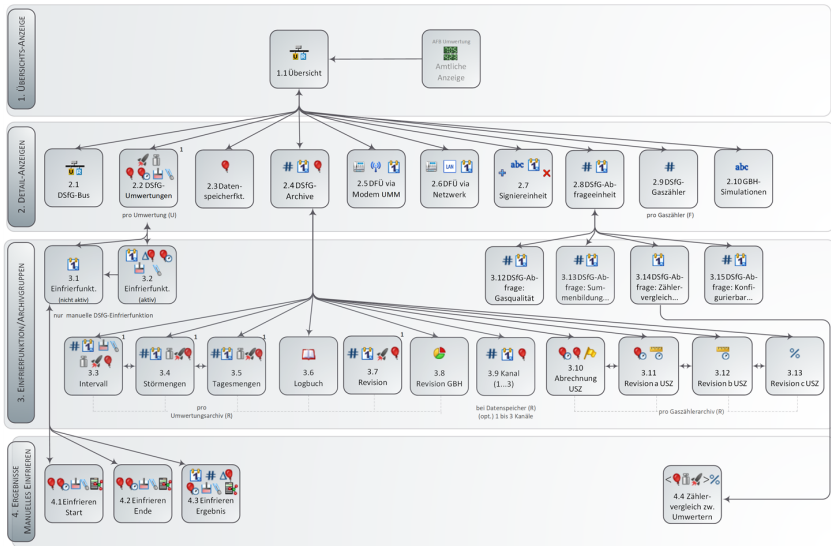 1. ÜBERSICHTS-ANZEIGE
AFB Umwertung
Amtliche
Anzeige
1.1 Übersicht
2. DETAIL-ANZEIGEN
2.1
DSfG-Bus
1
2.2 DSfG-
Umwertungen
2.3 Daten-
speicherfkt.
2.4 DSfG-
Archive
2.5 DFÜ via
Modem UMM
LAN
2.6 DFÜ via
Netzwerk
abc
2.7
Signiereinheit
#
2.8 DSfG-Ab-
frageeinheit
#
2.9 DSfG-
Gaszähler
abc
2.10 GBH-
Simulationen
pro Umwertung (U)
pro Gaszähler (F)
3. EINFRIERFUNKTION/ARCHIVGRUPPEN
3.1
Einfrierfunkt.
(nicht aktiv)
3.2
Einfrierfunkt.
(aktiv)
3.12 DSfG-Ab-
frage:
Gasqualität
3.13 DSfG-Ab-
frage: Sum-
menbildung...
3.14 DSfG-Ab-
frage: Zähler-
vergleich...
3.15 DSfG-Ab-
frage: Konfi-
gurierbar...
nur manuelle DSfG-Einfrierfunktion
1
3.3
Intervall
3.4
Störmengen
1
3.5
Tagesmengen
3.6
Logbuch
1
3.7
Revision
3.8
Revision GBH
3.9 Kanal
(1...3)
3.10
Abrechnung
USZ
3.11
Revision a USZ
3.12
Revision b USZ
%
3.13
Revision c USZ
pro
Umwertungsarchiv (R)
bei Datenspeicher (R)
(opt.) 1 bis 3 Kanäle
pro Gaszählerarchiv (R)
4. ERGEBNISSE
MANUELLES EINFRIEREN
4.1 Einfrieren
Start
4.2 Einfrieren
Ende
4.3 Einfrieren
Ergebnis
4.4 Zähler-
vergleich zw.
Umwertern